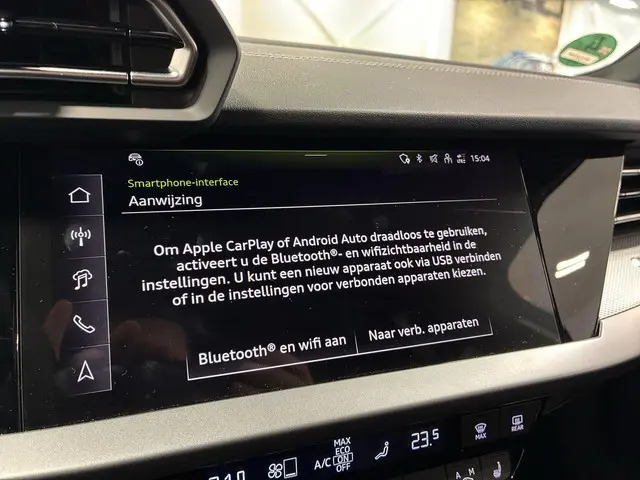 15:04
Smartphone-interface
Aanwijzing
Om Apple CarPlay of Android Auto draadloos te gebruiken,
activeert u de Bluetooth®- en wifizichtbaarheid in de
instellingen. U kunt een nieuw apparaat ook via USB verbinden
of in de instellingen voor verbonden apparaten kiezen.
Bluetooth® en wifi aan
Naar verb. apparaten
MAX
ECO
A/C ON
OFF
23.5
MAX
REAR
A M